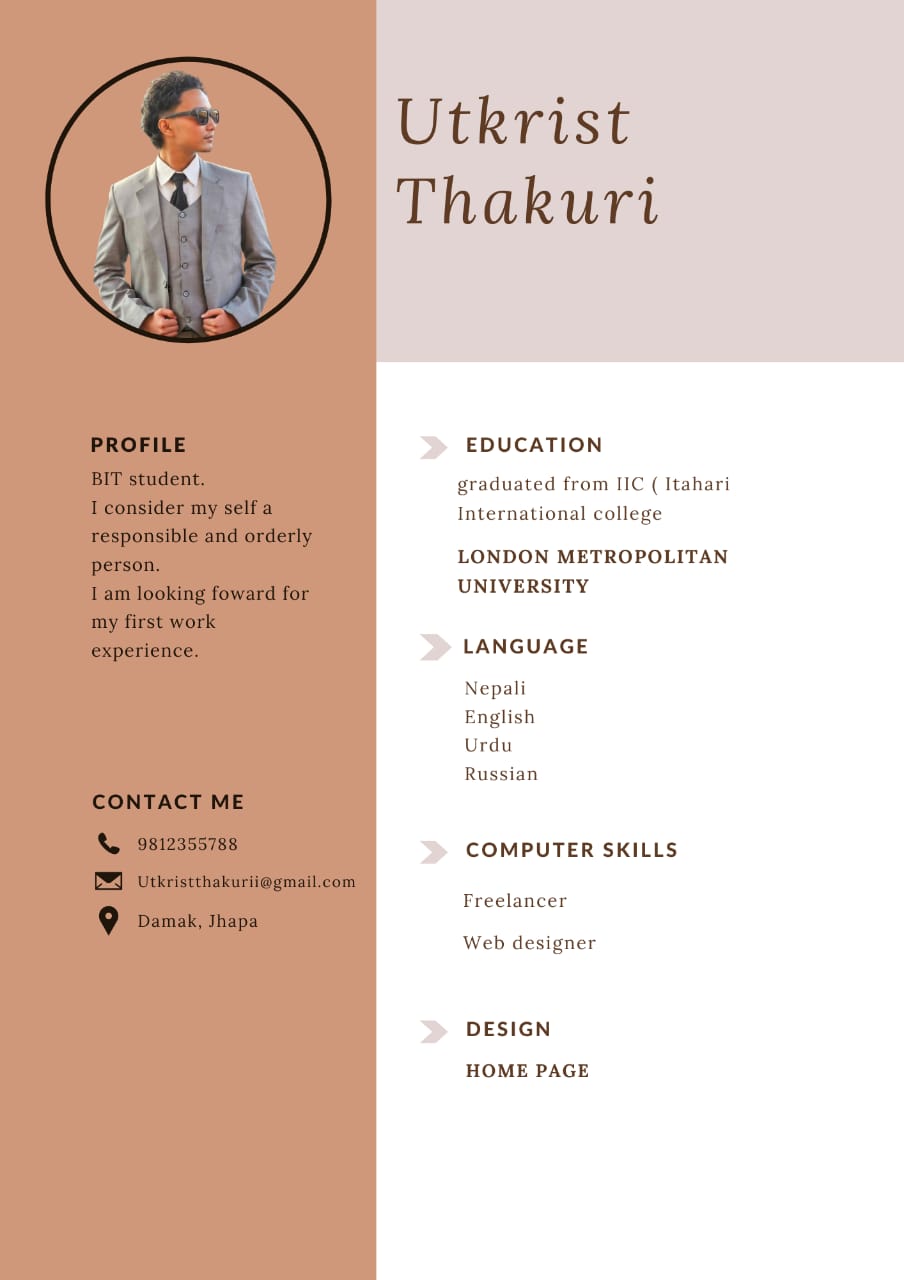 Utkrist
Thakuri
PROFILE
BIT student.
I consider my self a
responsible and orderly
person.
I am looking foward for
my first work
experience.
CONTACT ME
9812355788
Utkristthakurii@gmail.com
Damak, Jhapa
EDUCATION
graduated from IIC ( Itahari
International college
LONDON METROPOLITAN
UNIVERSITY
LANGUAGE
Nepali
English
Urdu
Russian
COMPUTER SKILLS
Freelancer
Web designer
DESIGN
HOME PAGE